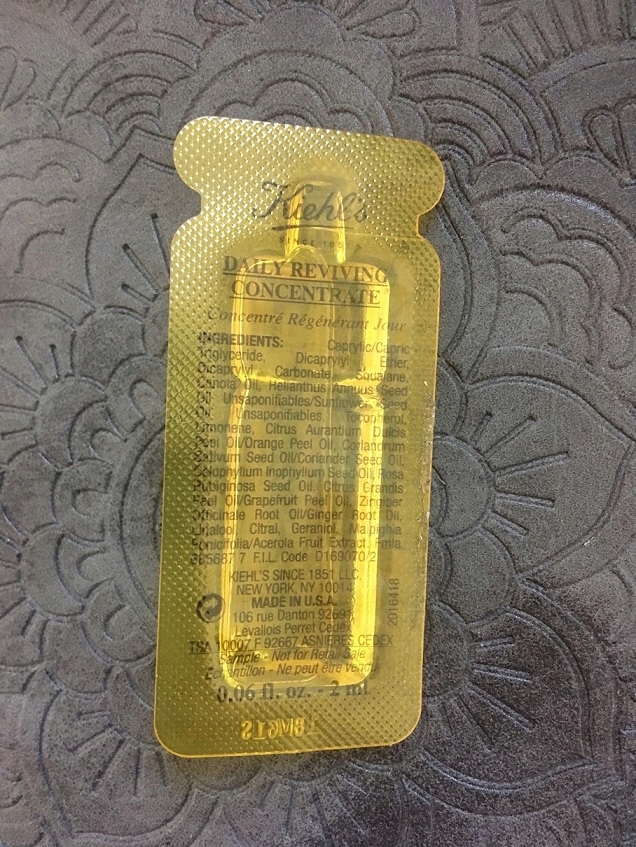 Kiehl's
SINCE 1851
DAILY REVIVING
CONCENTRATE
Concentré Régénérant Jour
INGREDIENTS: Caprylic/Capric
Triglyceride, Dicaprylyl Ether,
Dicaprylyl Carbonate, Squalane,
Canola Oil, Helianthus Annuus Seed
Oil Unsaponifiables/Sunflower Seed
Oil Unsaponifiables, Tocopherol,
Limonene, Citrus Aurantium Dulcis
Peel Oil/Orange Peel Oil, Coriandrum
Sativum Seed Oil/Coriander Seed Oil,
Calophyllum Inophyllum Seed Oil, Rosa
Rubiginosa Seed Oil, Citrus Grandis
Peel Oil/Grapefruit Peel Oil, Zingiber
Officinale Root Oil/Ginger Root Oil,
Linalool, Citral, Geraniol, Malpighia
Punicifolia/Acerola Fruit Extract. Fmla
685687 7 F.I.L. Code D169070/2
KIEHL'S SINCE 1851 LLC,
NEW YORK, NY 10014
MADE IN U.S.A.
106 rue Danton 92691
Levallois Perret Cedex
TSA 10007 F 92667 ASNIERES CEDEX
Sample - Not for Retail Sale
Échantillon - Ne peut être vendu
0.06 fl. oz. - 2 ml
2016418